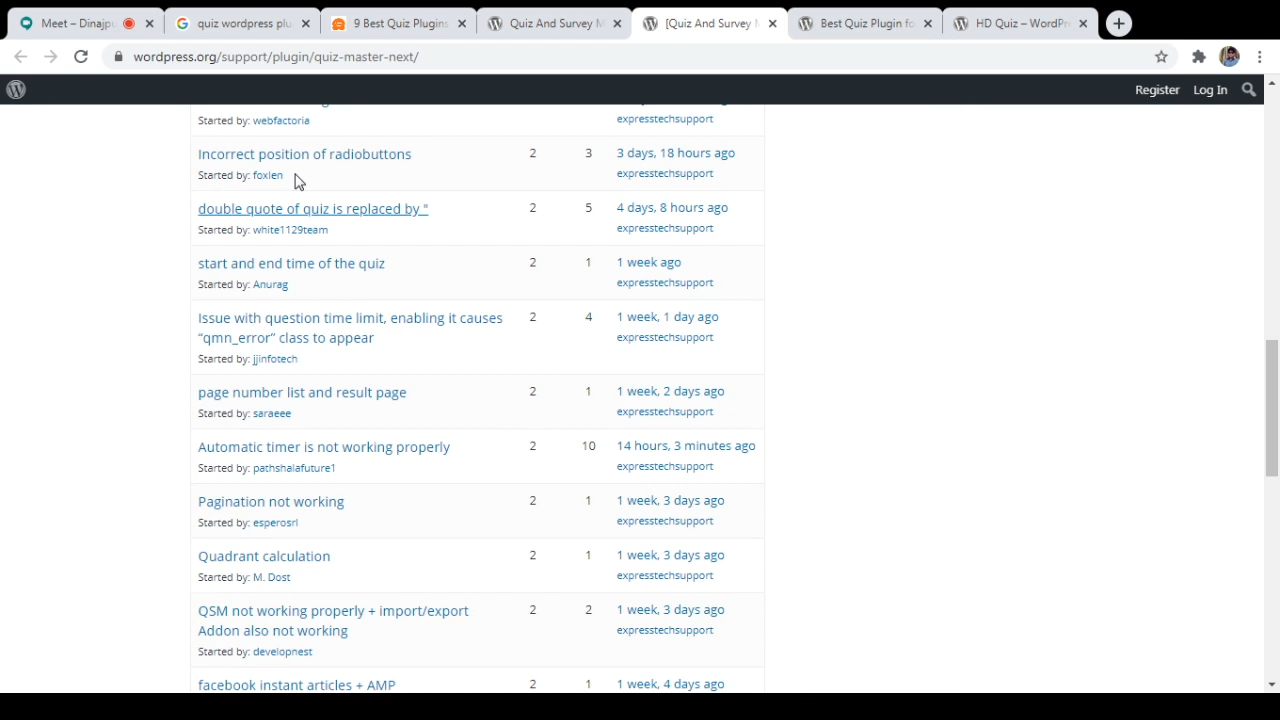 Meet – Dinajpu
quiz wordpress plu
9 Best Quiz Plugins
Quiz And Survey M
[Quiz And Survey M
Best Quiz Plugin fo
HD Quiz – WordPre
wordpress.org/support/plugin/quiz-master-next/
Register Log In
Started by: webfactoria
expresstechsupport
Incorrect position of radiobuttons 2 3 3 days, 18 hours ago
Started by: foxlen expresstechsupport
double quote of quiz is replaced by " 2 5 4 days, 8 hours ago
Started by: white1129team expresstechsupport
start and end time of the quiz 2 1 1 week ago
Started by: Anurag expresstechsupport
Issue with question time limit, enabling it causes 2 4 1 week, 1 day ago
“qmn_error” class to appear expresstechsupport
Started by: jjinfotech
page number list and result page 2 1 1 week, 2 days ago
Started by: saraeee expresstechsupport
Automatic timer is not working properly 2 10 14 hours, 3 minutes ago
Started by: pathshalafuture1 expresstechsupport
Pagination not working 2 1 1 week, 3 days ago
Started by: esperosrl expresstechsupport
Quadrant calculation 2 1 1 week, 3 days ago
Started by: M. Dost expresstechsupport
QSM not working properly + import/export 2 2 1 week, 3 days ago
Addon also not working expresstechsupport
Started by: developnest
facebook instant articles + AMP 2 1 1 week, 4 days ago